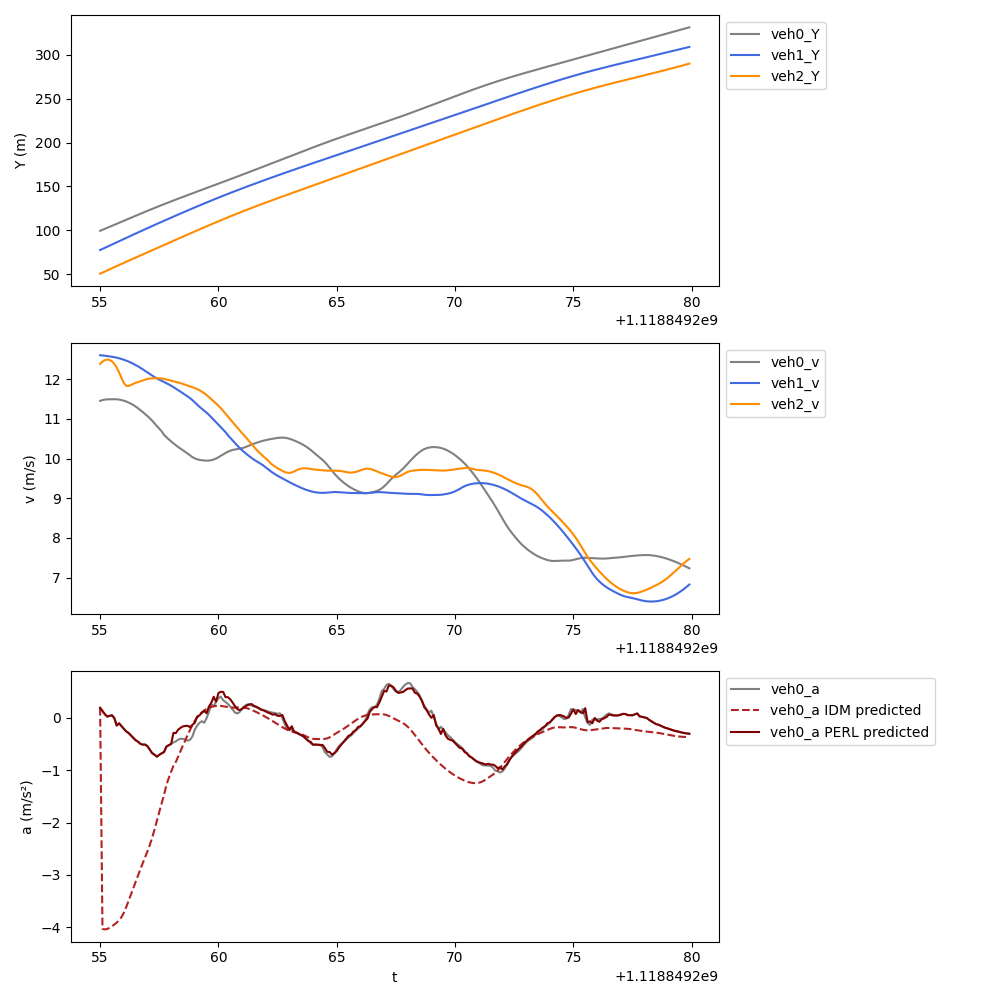 veh0_Y
veh1_Y
veh2_Y
Y (m)
300
250
200
150
100
50
55 60 65 70 75 80
+1.1188492e9
veh0_v
veh1_v
veh2_v
v (m/s)
12
11
10
9
8
7
55 60 65 70 75 80
+1.1188492e9
veh0_a
veh0_a IDM predicted
veh0_a PERL predicted
a (m/s²)
0
−1
−2
−3
−4
55 60 65 70 75 80
t
+1.1188492e9